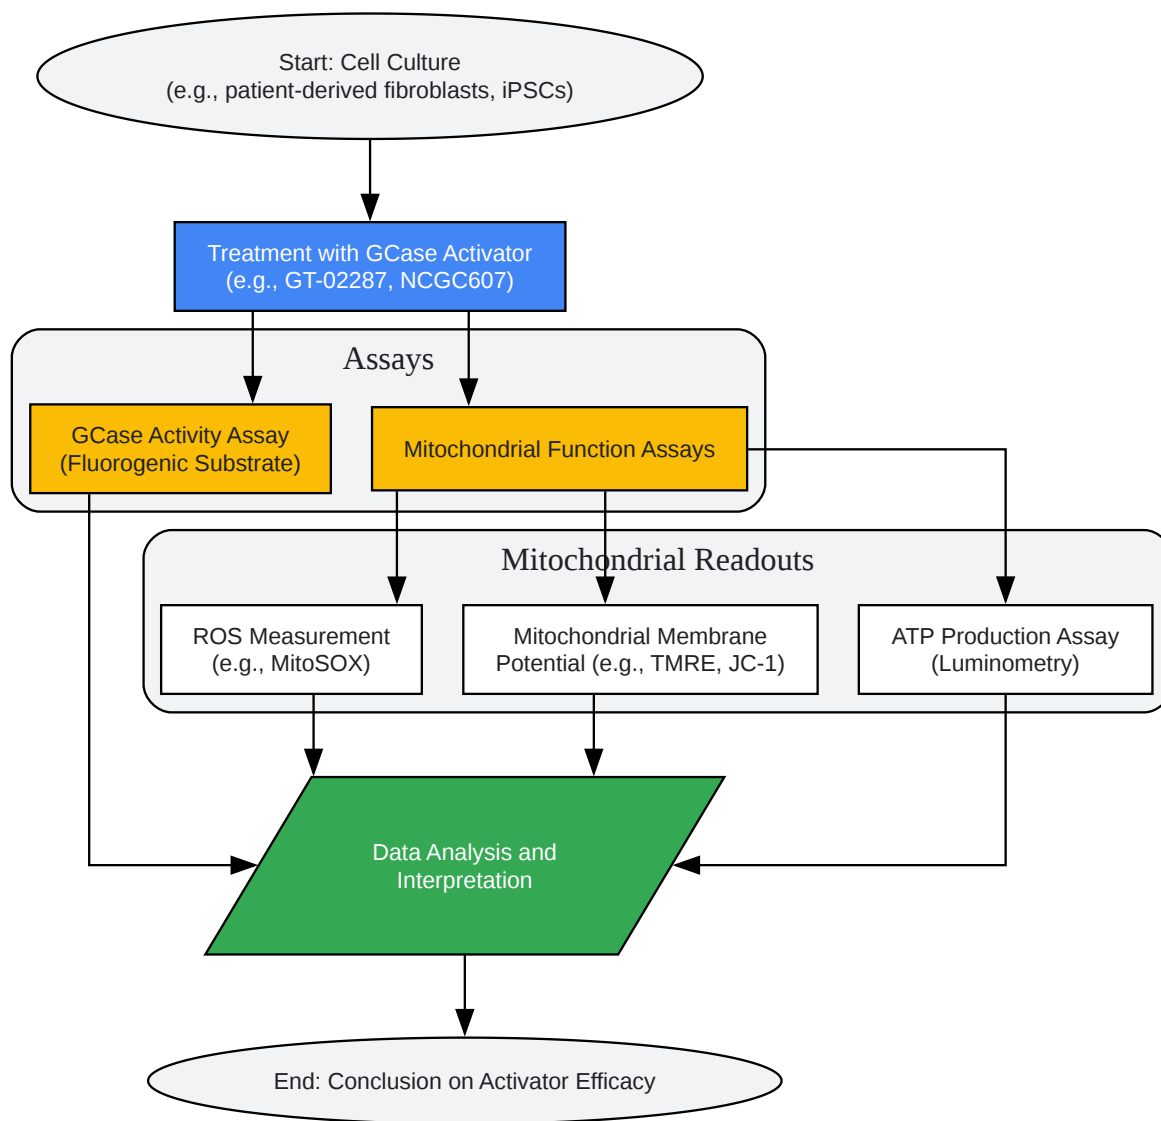 Start: Cell Culture
(e.g., patient-derived fibroblasts, iPSCs)
Treatment with GCase Activator
(e.g., GT-02287, NCGC607)
Assays
GCase Activity Assay
(Fluorogenic Substrate)
Mitochondrial Function Assays
Mitochondrial Readouts
ROS Measurement
(e.g., MitoSOX)
Mitochondrial Membrane
Potential (e.g., TMRE, JC-1)
ATP Production Assay
(Luminometry)
Data Analysis and
Interpretation
End: Conclusion on Activator Efficacy